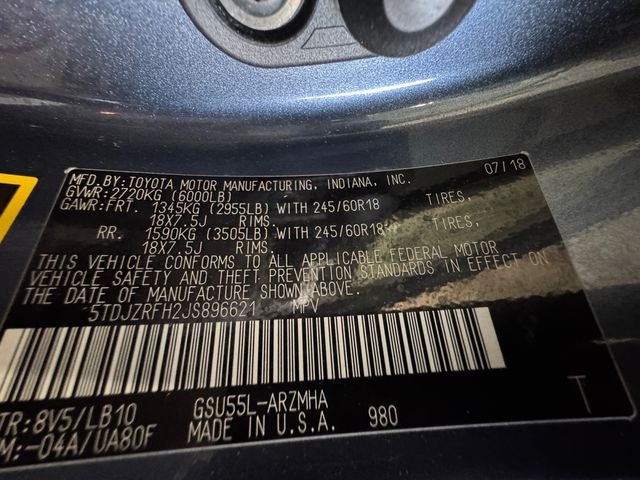 MFD.BY:TOYOTA MOTOR MANUFACTURING, INDIANA, INC. 07/18
GVWR:2720KG (6000LB)
GAWR:FRT. 1345KG (2955LB) WITH 245/60R18 TIRES,
18X7.5J RIMS
RR. 1590KG (3505LB) WITH 245/60R18 TIRES,
18X7.5J RIMS
THIS VEHICLE CONFORMS TO ALL APPLICABLE FEDERAL MOTOR
VEHICLE SAFETY AND THEFT PREVENTION STANDARDS IN EFFECT ON
THE DATE OF MANUFACTURE SHOWN ABOVE.
5TDJZRFH2JS896621 MPV
TR:8V5/LB10 GSU55L-ARZMHA T
M:-04A/UA80F MADE IN U.S.A. 980